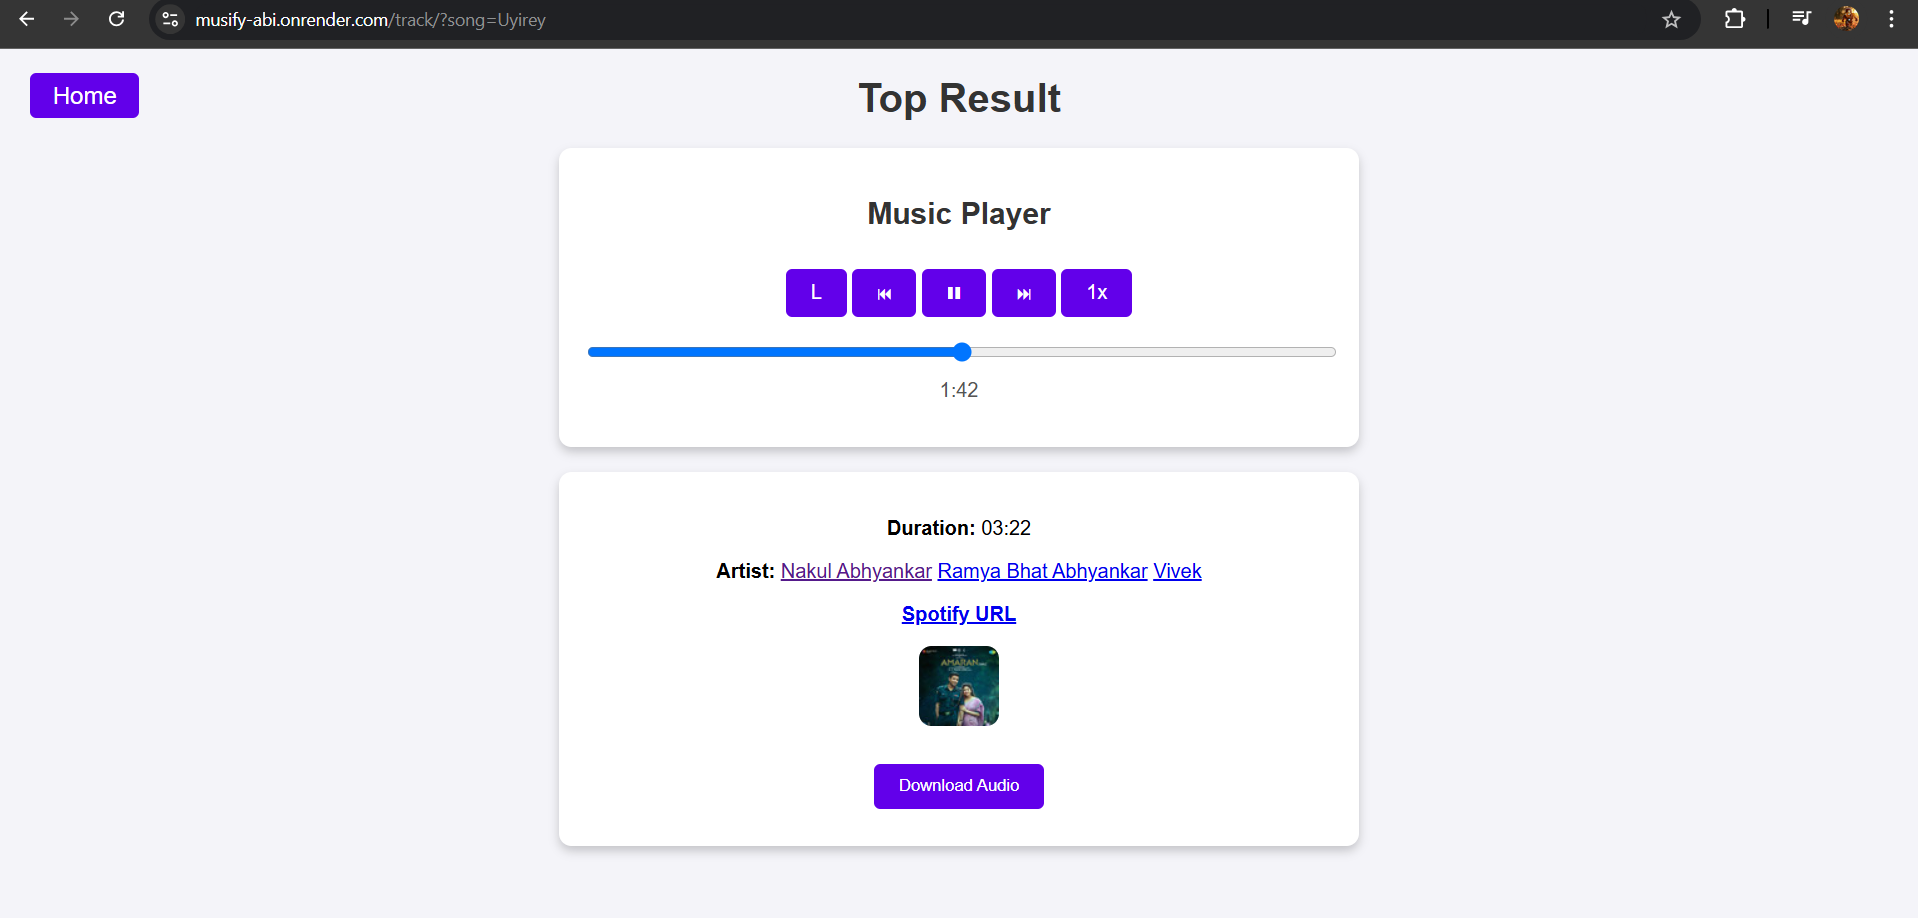 musify-abi.onrender.com/track/?song=Uyirey
Home
Top Result
Music Player
L 1x
1:42
Duration: 03:22
Artist: Nakul Abhyankar Ramya Bhat Abhyankar Vivek
Spotify URL
AMARAN
Download Audio